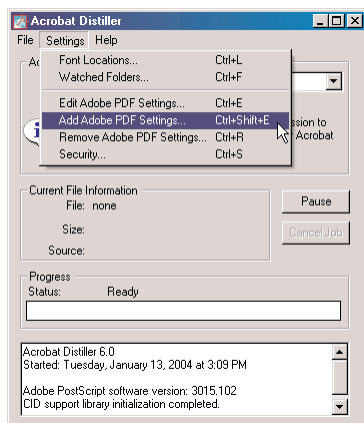 Acrobat Distiller
File Settings Help
Font Locations... Ctrl+L
Watched Folders... Ctrl+F
Edit Adobe PDF Settings... Ctrl+E
Add Adobe PDF Settings... Ctrl+Shift+E
Remove Adobe PDF Settings... Ctrl+R
Security... Ctrl+S
to
Acrobat
Current File Information
File: none
Size:
Source:
Pause
Cancel Job
Progress
Status: Ready
Acrobat Distiller 6.0
Started: Tuesday, January 13, 2004 at 3:09 PM
Adobe PostScript software version: 3015.102
CID support library initialization completed.